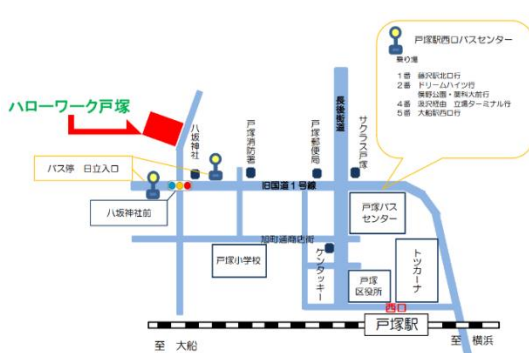 戸塚駅西口バスセンター
乗り場
1番 藤沢駅北口行
2番 ドリームハイツ行
横野公園・薬科大前行
4番 渡沢経由 立場ターミナル行
5番 大船駅西口行
ハローワーク戸塚
八坂神社
戸塚消防署
戸塚郵便局
長後街道
サクラス戸塚
バス停 日立入口
旧国道1号線
八坂神社前
戸塚バス
センター
旭町通商店街
戸塚小学校
ケンタッキー
戸塚
区役所
トツカーナ
西口
戸塚駅
至 大船
至 横浜